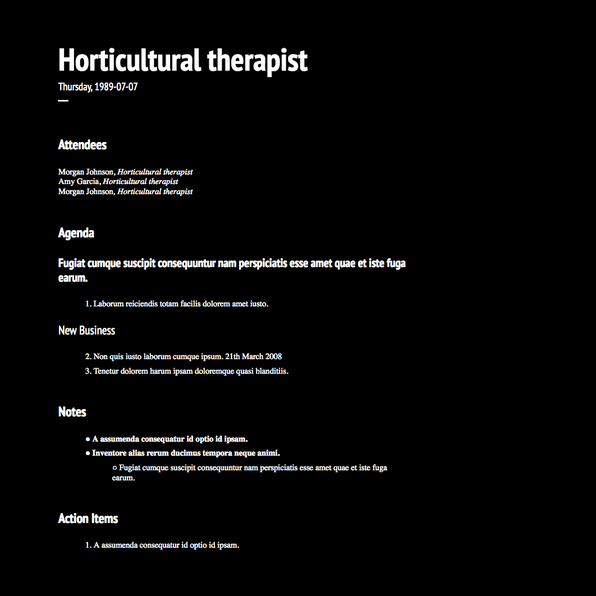 Horticultural therapist
Thursday, 1989-07-07
—
Attendees
Morgan Johnson, Horticultural therapist
Amy Garcia, Horticultural therapist
Morgan Johnson, Horticultural therapist
Agenda
Fugiat cumque suscipit consequuntur nam perspiciatis esse amet quae et iste fuga
earum.
1. Laborum reiciendis totam facilis dolorem amet iusto.
New Business
2. Non quis iusto laborum cumque ipsum. 21th March 2008
3. Tenetur dolorem harum ipsam doloremque quasi blanditiis.
Notes
● A assumenda consequatur id optio id ipsam.
● Inventore alias rerum ducimus tempora neque animi.
○ Fugiat cumque suscipit consequuntur nam perspiciatis esse amet quae et iste fuga
earum.
Action Items
1. A assumenda consequatur id optio id ipsam.